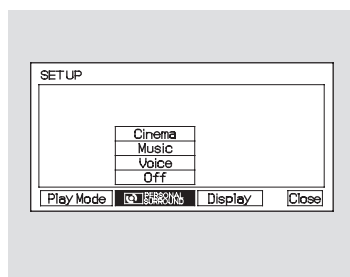 SETUP
Cinema
Music
Voice
Off
Play Mode PERSONAL SURROUND Display Close